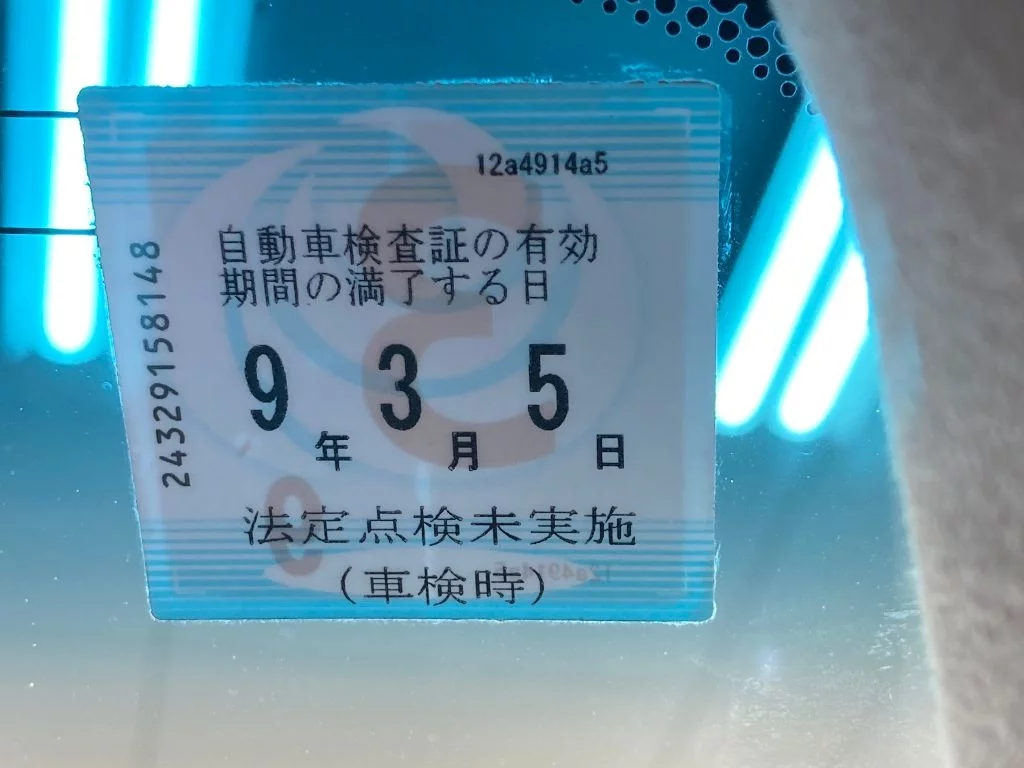 12a4914a5
自動車検査証の有効
期間の満了する日
9年3月5日
法定点検未実施
(車検時)
24329158148